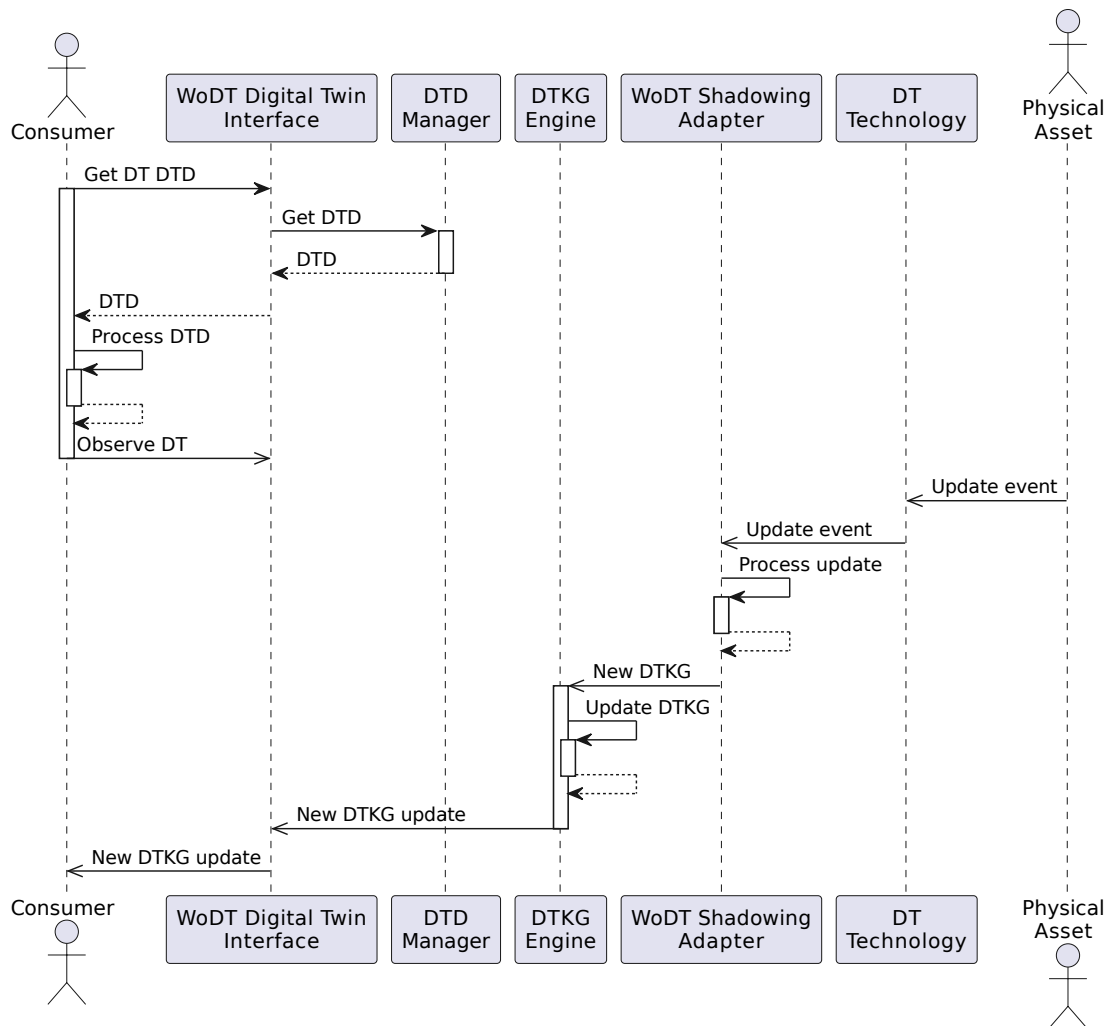 Consumer
WoDT Digital Twin
Interface
DTD
Manager
DTKG
Engine
WoDT Shadowing
Adapter
DT
Technology
Physical
Asset
Get DT DTD
Get DTD
DTD
DTD
Process DTD
Observe DT
Update event
Update event
Process update
New DTKG
Update DTKG
New DTKG update
New DTKG update
Consumer
WoDT Digital Twin
Interface
DTD
Manager
DTKG
Engine
WoDT Shadowing
Adapter
DT
Technology
Physical
Asset